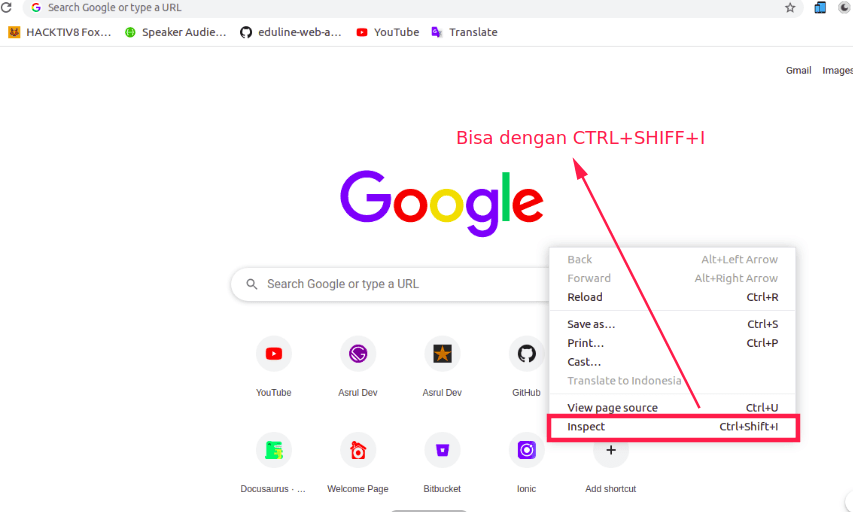 Search Google or type a URL
HACKTIV8 Fox... Speaker Audie... eduline-web-a... YouTube Translate
Gmail Images
Bisa dengan CTRL+SHIFF+I
Google
Search Google or type a URL
Back Alt+Left Arrow
Forward Alt+Right Arrow
Reload Ctrl+R
Save as... Ctrl+S
Print... Ctrl+P
Cast...
Translate to Indonesia
View page source Ctrl+U
Inspect Ctrl+Shift+I
YouTube Asrul Dev Asrul Dev GitHub
Docusaurus · ... Welcome Page Bitbucket Ionic Add shortcut